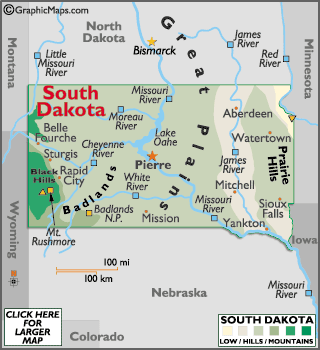 © GraphicMaps.com
North
Dakota
Bismarck
Montana
Little
Missouri
River
Great Plains
James
River
Red
River
Minnesota
South
Dakota
Missouri
River
Moreau
River
Lake
Oahe
Aberdeen
Belle
Fourche
Cheyenne
River
Watertown
Sturgis
Pierre
James
River
Prairie
Hills
Black
Hills
Rapid
City
Badlands
White
River
Mitchell
Sioux
Falls
Missouri
River
Badlands
N.P.
Mission
Yankton
Mt.
Rushmore
Wyoming
Iowa
100 mi
100 km
Nebraska
Missouri
River
CLICK HERE
FOR
LARGER
MAP
Colorado
SOUTH DAKOTA
LOW / HILLS / MOUNTAINS